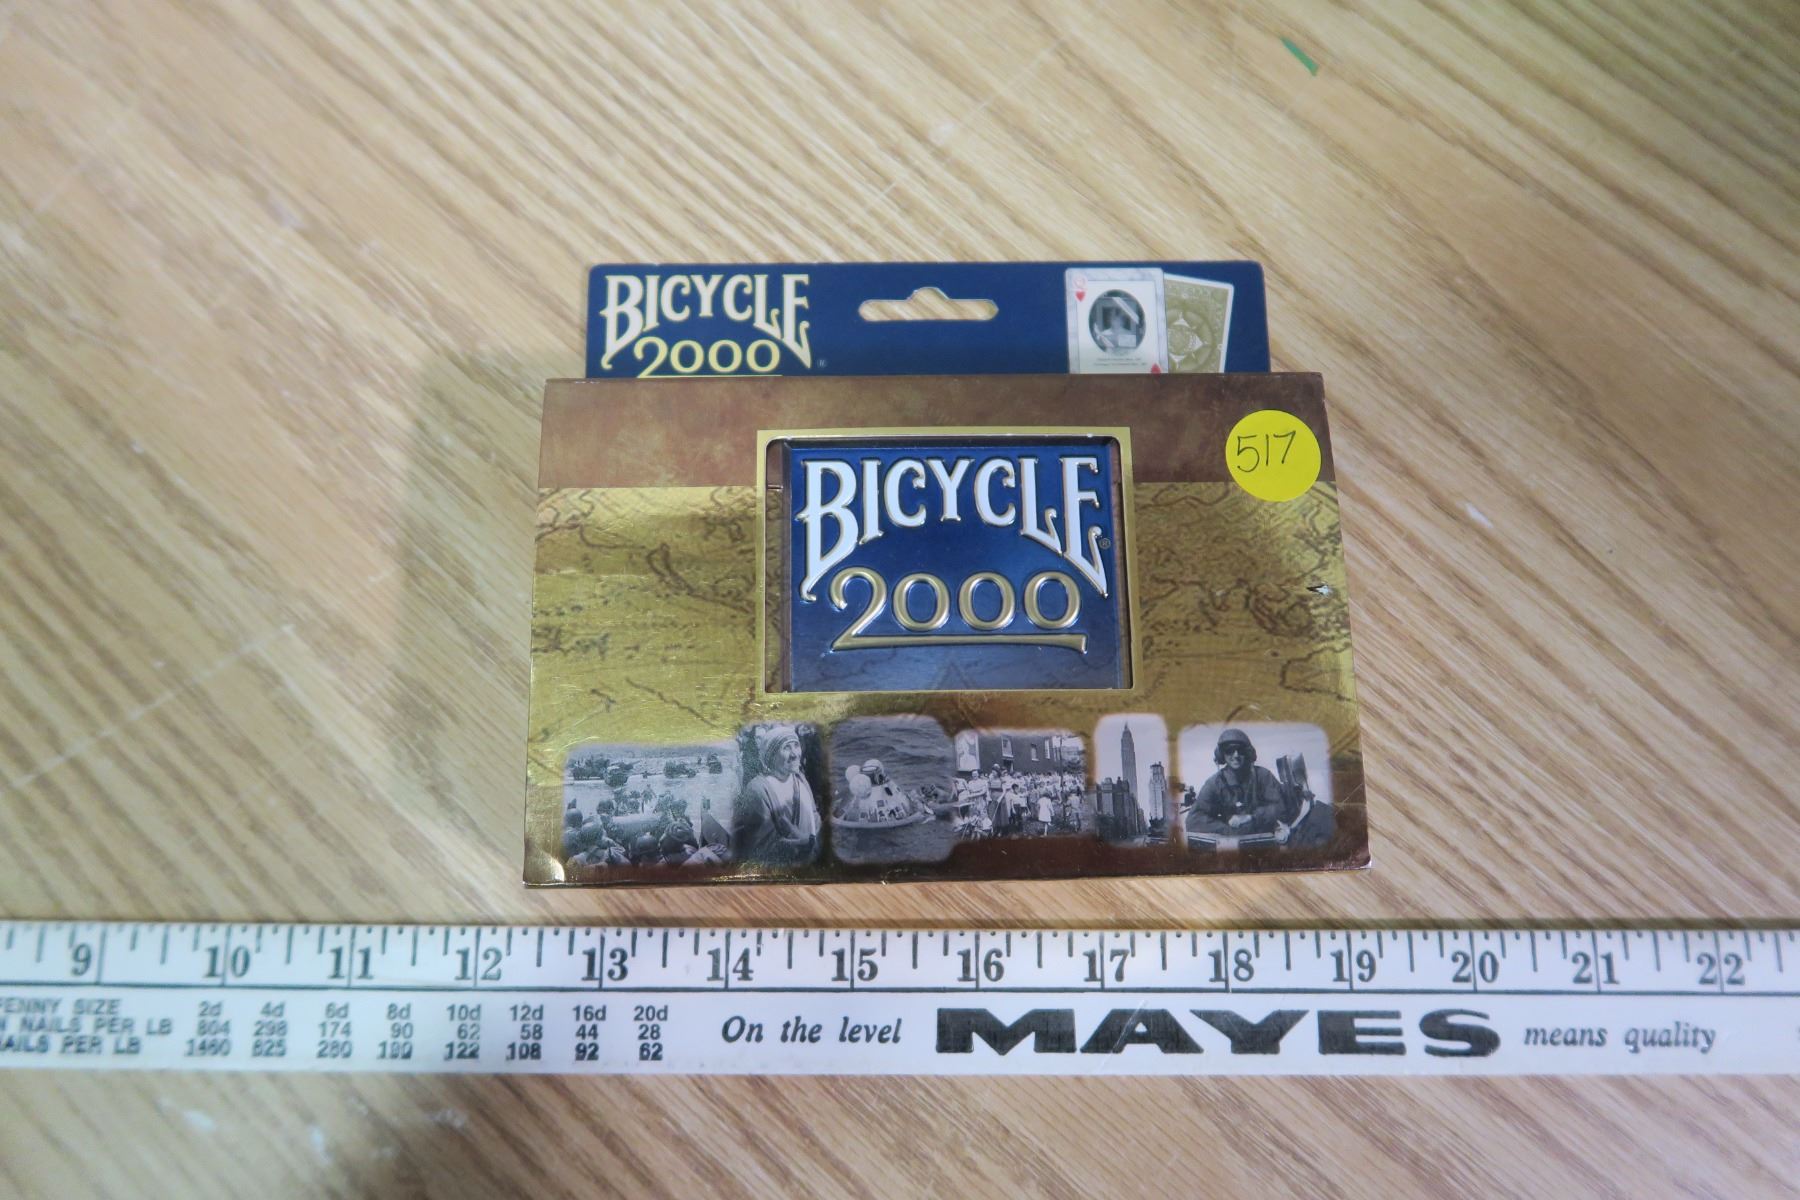 BICYCLE
2000
®
517
BICYCLE
®
2000
9 10 11 12 13 14 15 16 17 18 19 20 21 22
PENNY SIZE 2d 4d 6d 8d 10d 12d 16d 20d
NAILS PER LB 804 298 174 90 62 58 44 28
NAILS PER LB 1460 625 280 190 122 108 92 62
On the level MAYES means quality